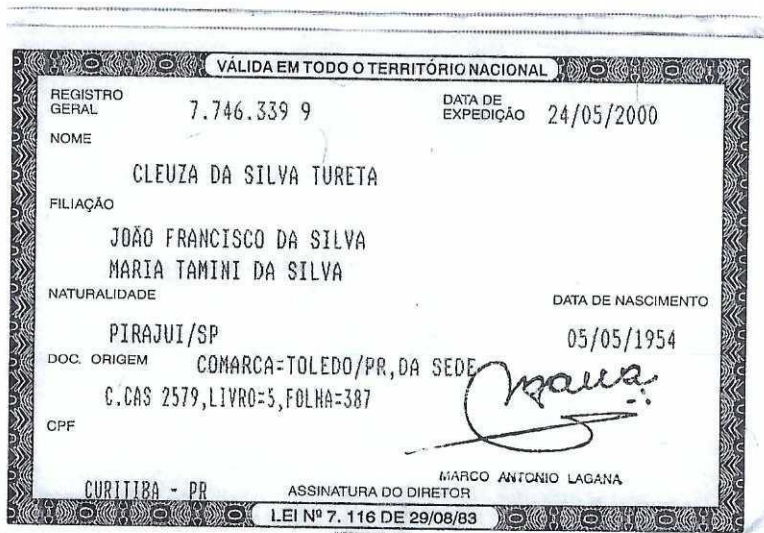 VÁLIDA EM TODO O TERRITÓRIO NACIONAL
REGISTRO GERAL 7.746.339 9 DATA DE EXPEDIÇÃO 24/05/2000
NOME
CLEUZA DA SILVA TURETA
FILIAÇÃO
JOÃO FRANCISCO DA SILVA
MARIA TAMINI DA SILVA
NATURALIDADE DATA DE NASCIMENTO
PIRAJUI/SP 05/05/1954
DOC. ORIGEM COMARCA=TOLEDO/PR,DA SEDE
C.CAS 2579,LIVRO=5,FOLHA=387
CPF
MARCO ANTONIO LAGANA
CURITIBA - PR ASSINATURA DO DIRETOR
LEI Nº 7. 116 DE 29/08/83